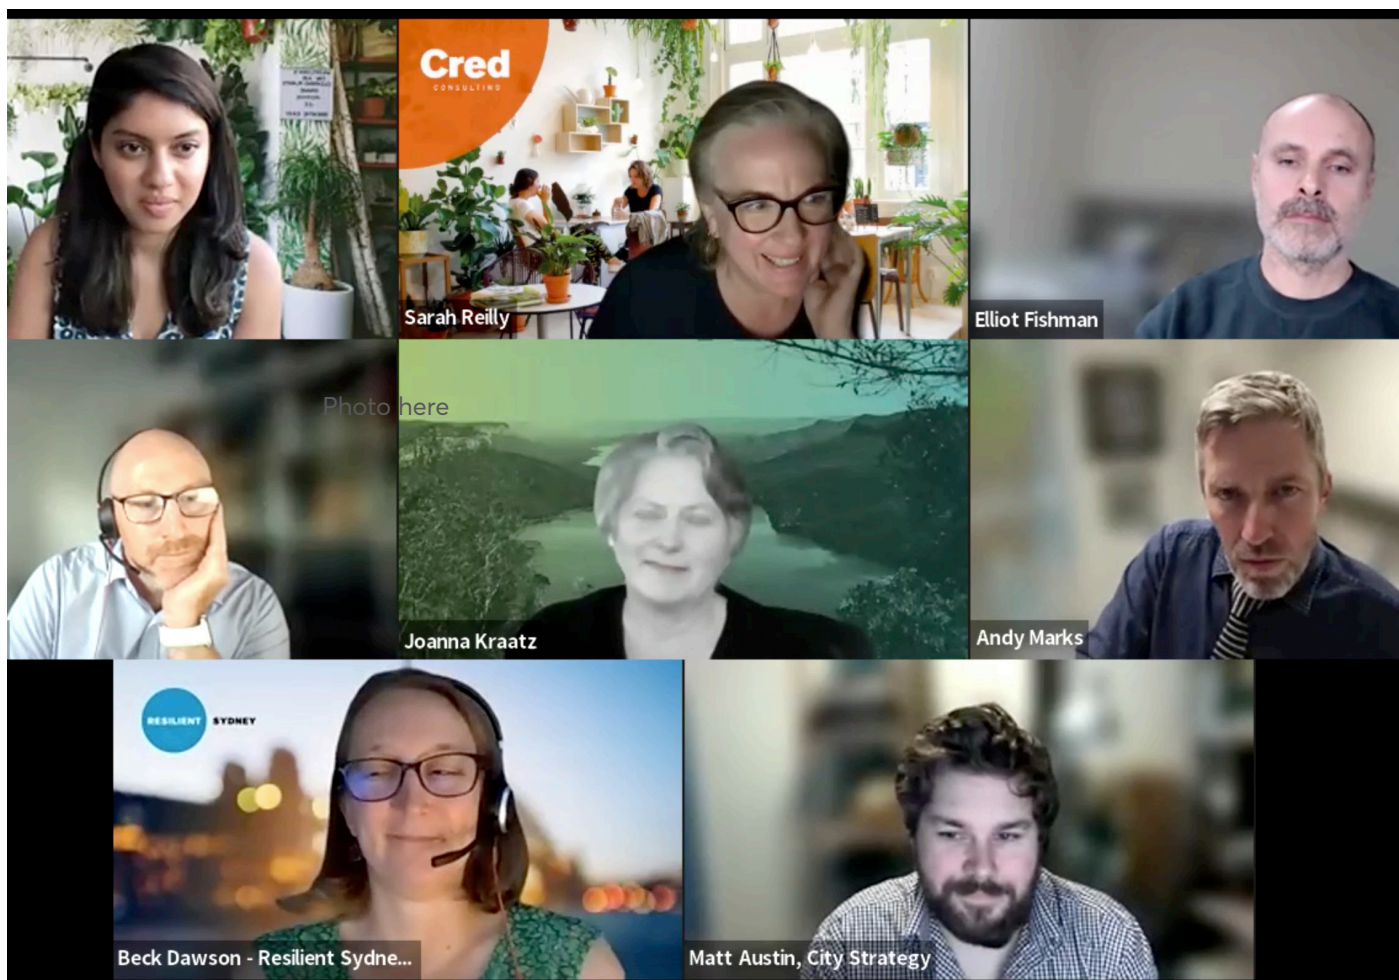 Cred
CONSULTING
Sarah Reilly
Elliot Fishman
Photo here
Joanna Kraatz
Andy Marks
RESILIENT SYDNEY
Beck Dawson - Resilient Sydne...
Matt Austin, City Strategy